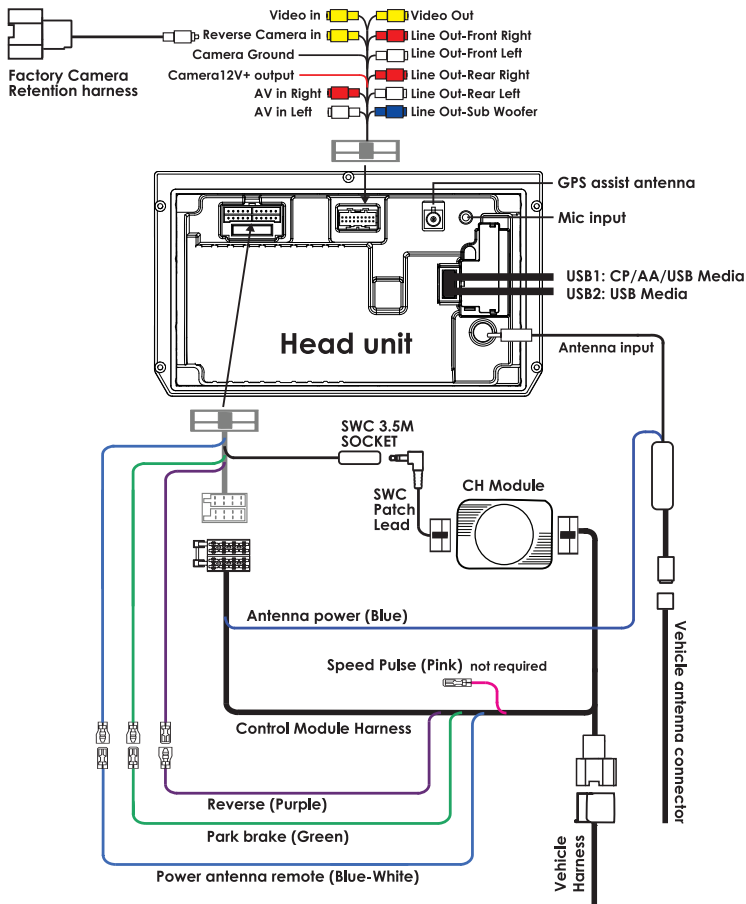 Video in
Video Out
Reverse Camera in
Line Out-Front Right
Camera Ground
Line Out-Front Left
Camera12V+ output
Line Out-Rear Right
AV in Right
Line Out-Rear Left
AV in Left
Line Out-Sub Woofer
Factory Camera
Retention harness
GPS assist antenna
Mic input
USB1: CP/AA/USB Media
USB2: USB Media
Head unit
Antenna input
SWC 3.5M
SOCKET
SWC
Patch
Lead
CH Module
Antenna power (Blue)
Speed Pulse (Pink) not required
Control Module Harness
Vehicle antenna connector
Reverse (Purple)
Park brake (Green)
Power antenna remote (Blue-White)
Vehicle
Harness